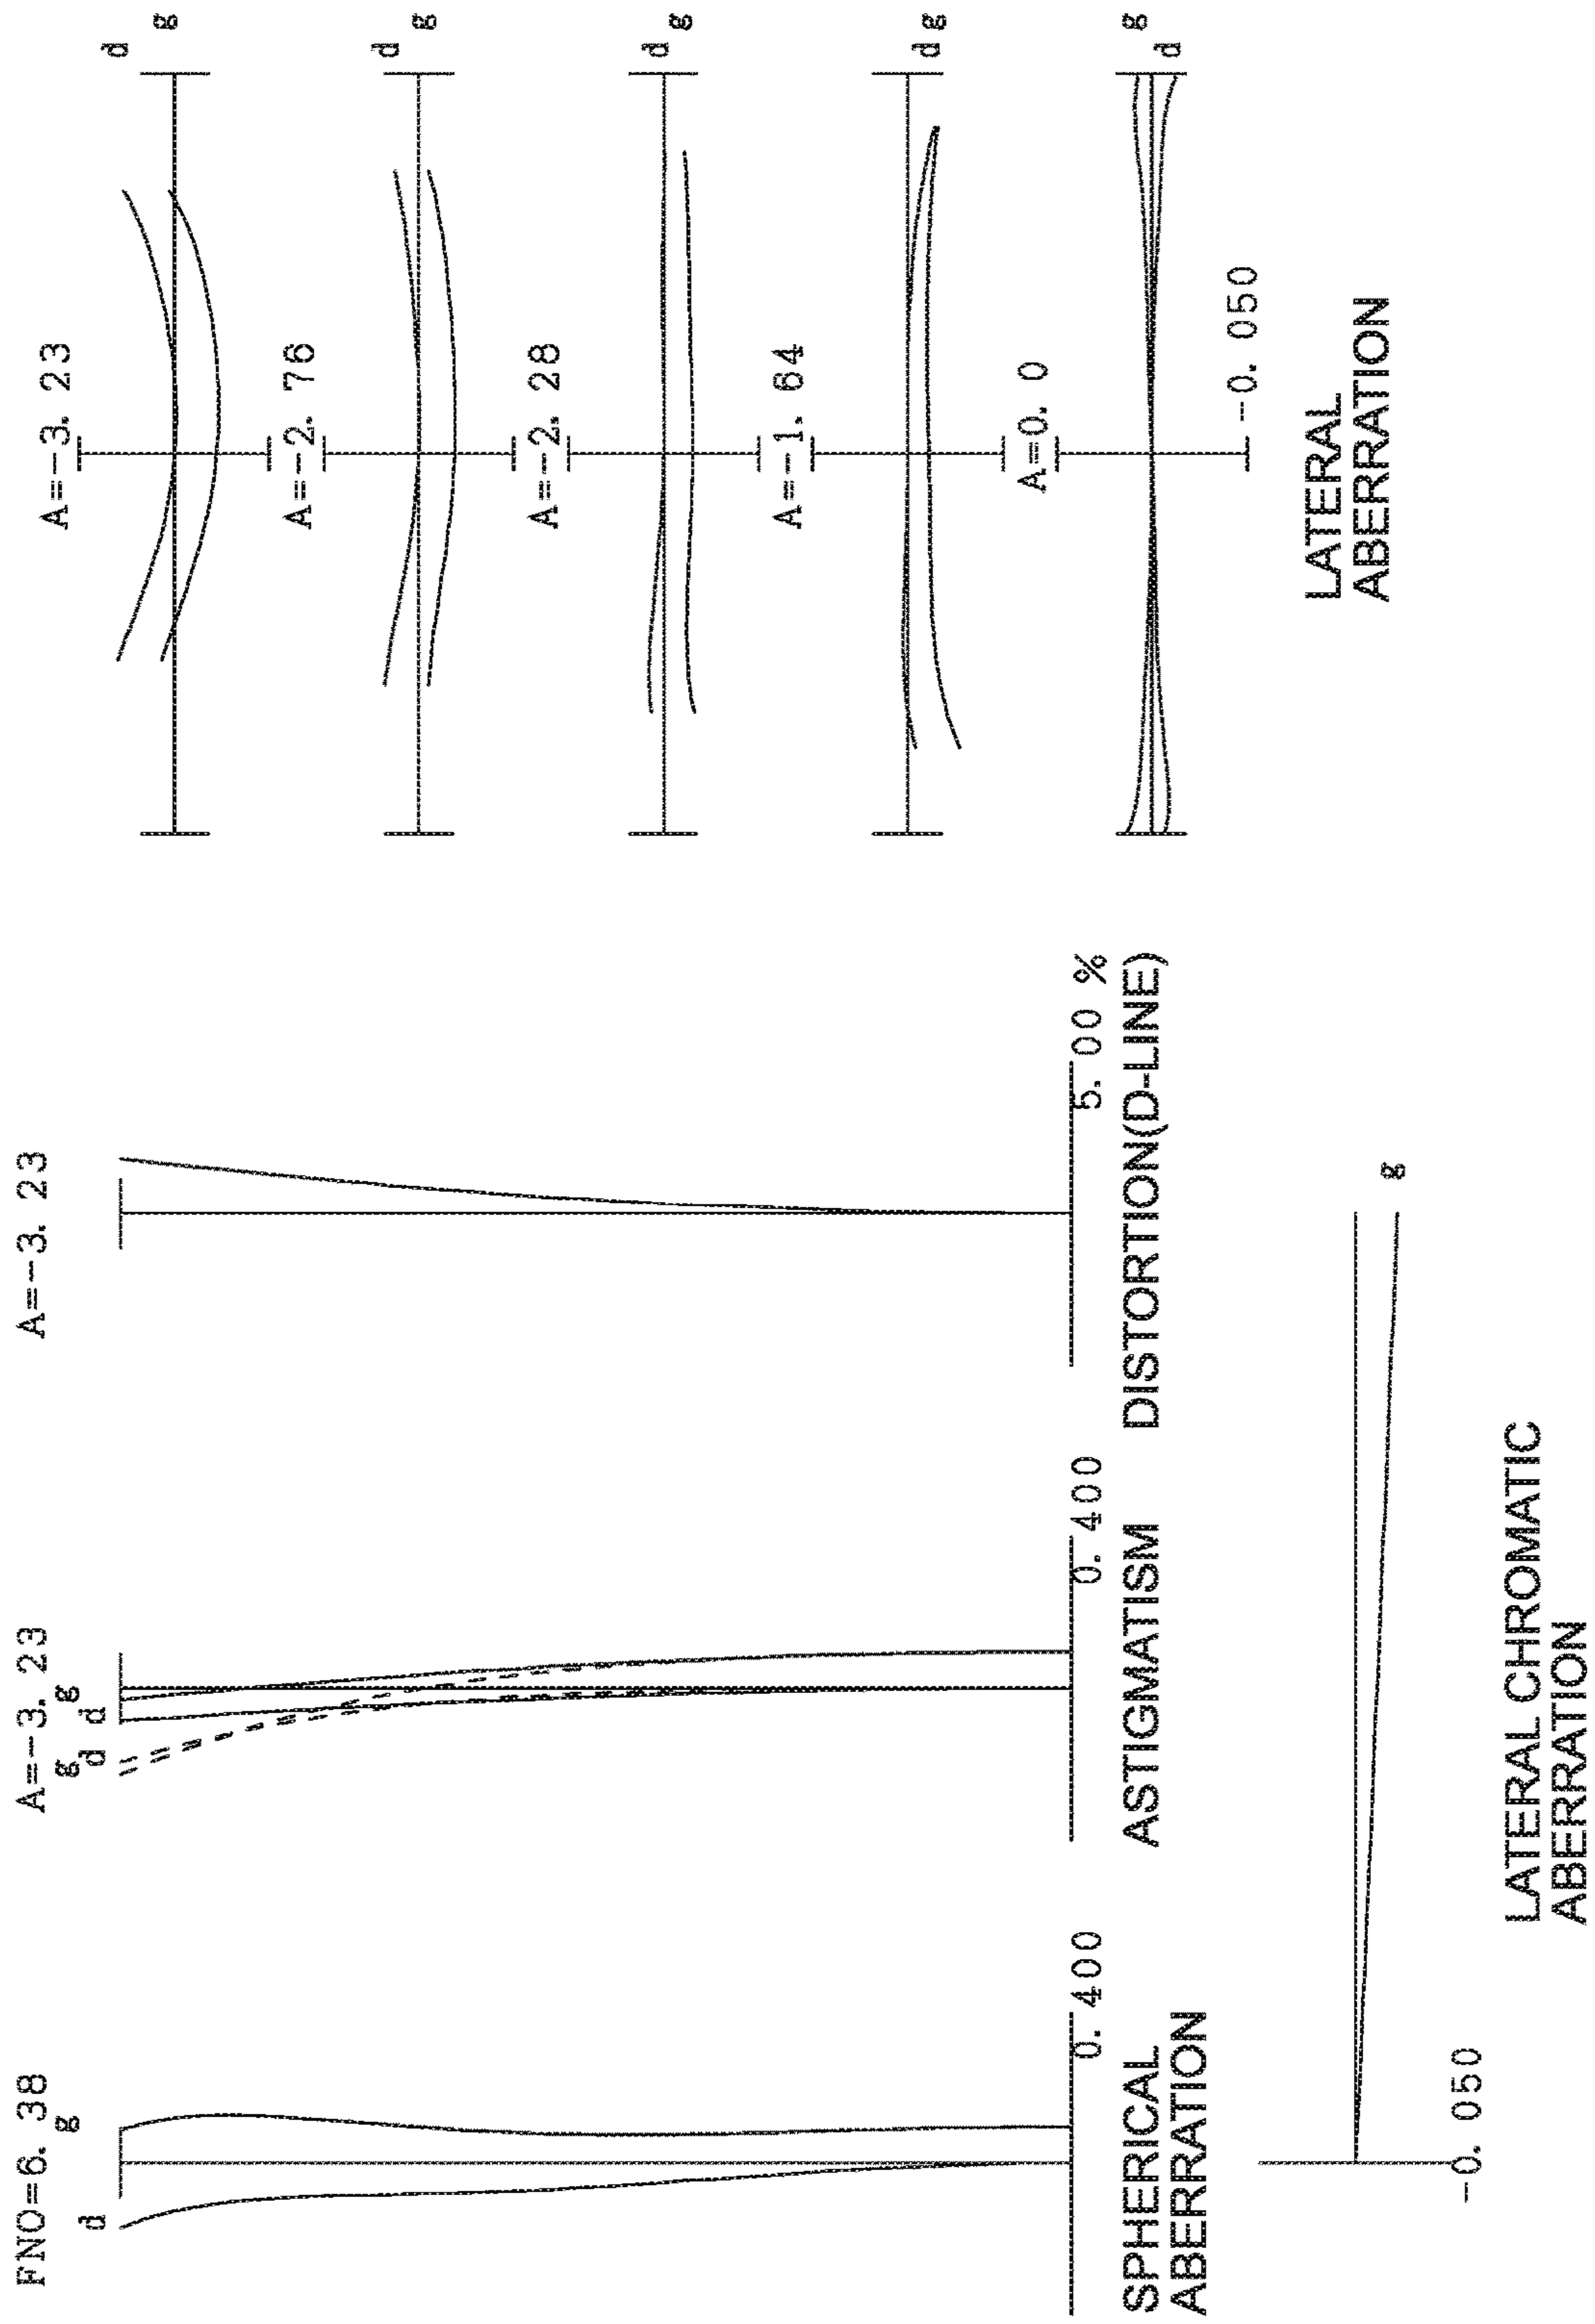 FNO=6. 38
d
g
0. 400
SPHERICAL
ABERRATION
A=-3. 23
g
d
d
g
0. 400
ASTIGMATISM
A=-3. 23
5. 00 %
DISTORTION(D-LINE)
g
-0. 050
LATERAL CHROMATIC
ABERRATION
A=-3. 23
d
g
A=-2. 76
d
g
A=-2. 28
d
g
A=-1. 64
d
g
A=0. 0
g
d
-0. 050
LATERAL
ABERRATION